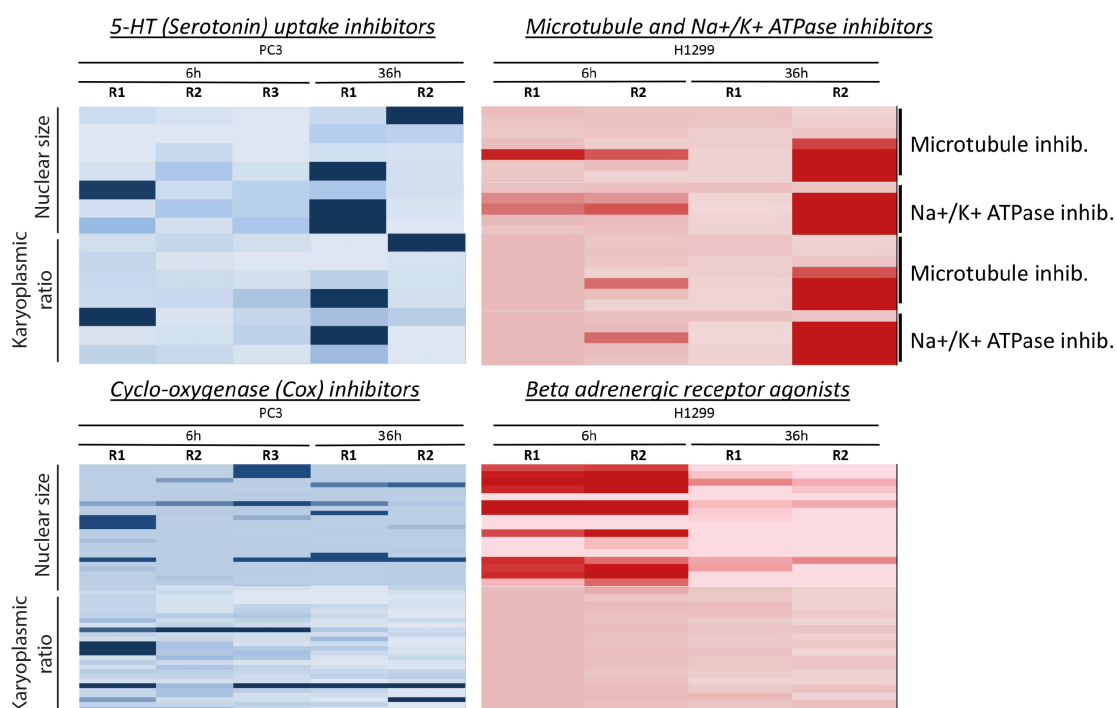 5-HT (Serotonin) uptake inhibitors
PC3
6h 36h
R1 R2 R3 R1 R2
Nuclear size
Karyoplasmic
ratio
Microtubule and Na+/K+ ATPase inhibitors
H1299
6h 36h
R1 R2 R1 R2
Microtubule inhib.
Na+/K+ ATPase inhib.
Microtubule inhib.
Na+/K+ ATPase inhib.
Cyclo-oxygenase (Cox) inhibitors
PC3
6h 36h
R1 R2 R3 R1 R2
Nuclear size
Karyoplasmic
ratio
Beta adrenergic receptor agonists
H1299
6h 36h
R1 R2 R1 R2